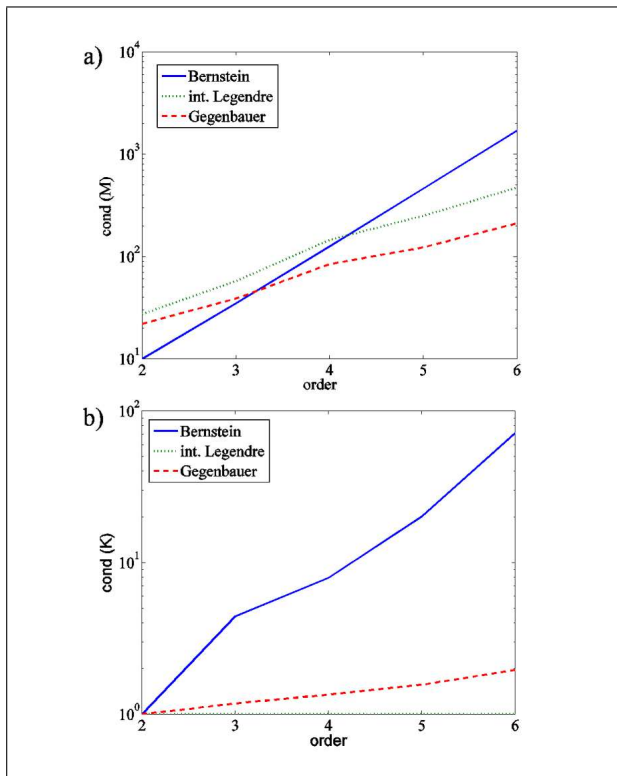 a)
10^4
Bernstein
int. Legendre
Gegenbauer
10^3
cond (M)
10^2
10^1
2 3 4 5 6
order
b)
10^2
Bernstein
int. Legendre
Gegenbauer
cond (K)
10^1
10^0
2 3 4 5 6
order